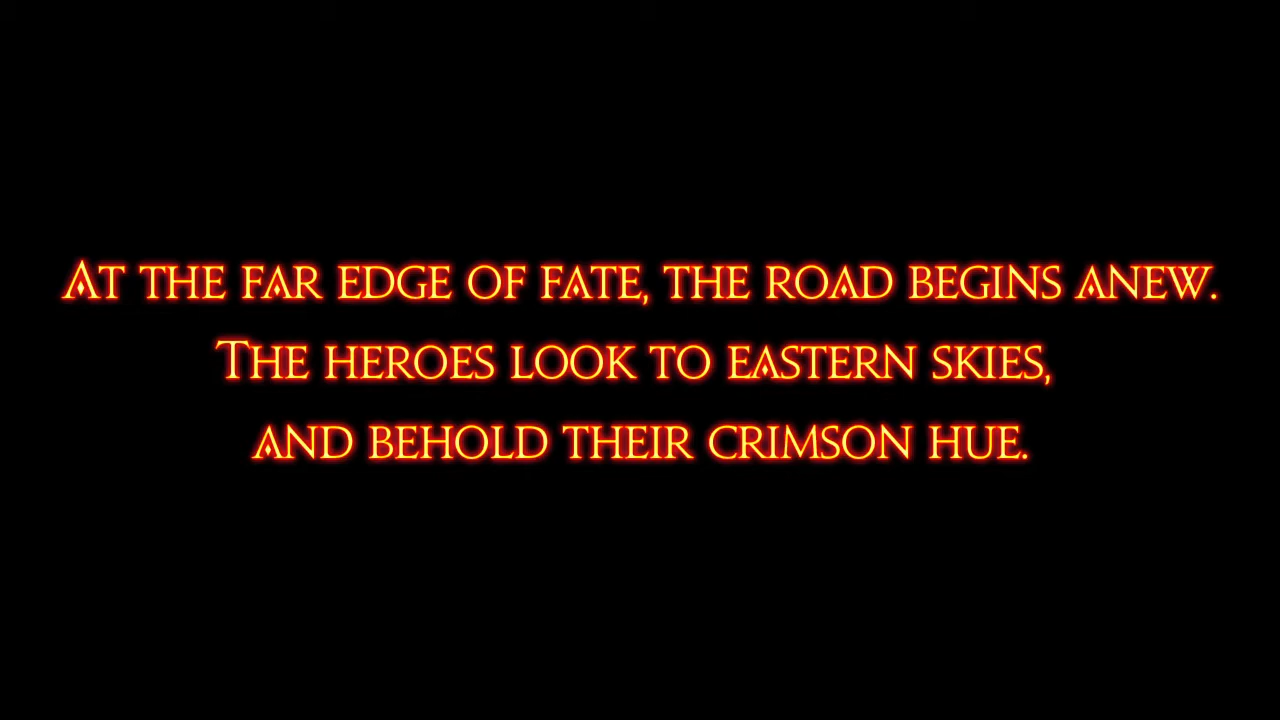 At the far edge of fate, the road begins anew.
The heroes look to eastern skies,
and behold their crimson hue.